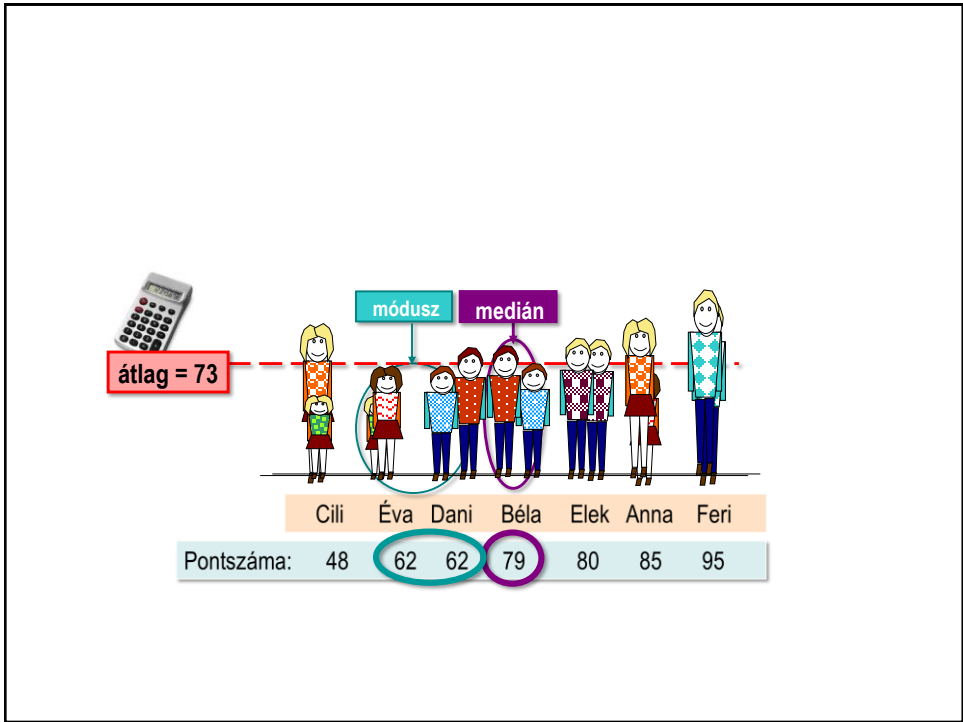 módusz
medián
átlag = 73
Cili Éva Dani Béla Elek Anna Feri
Pontszáma: 48 62 62 79 80 85 95